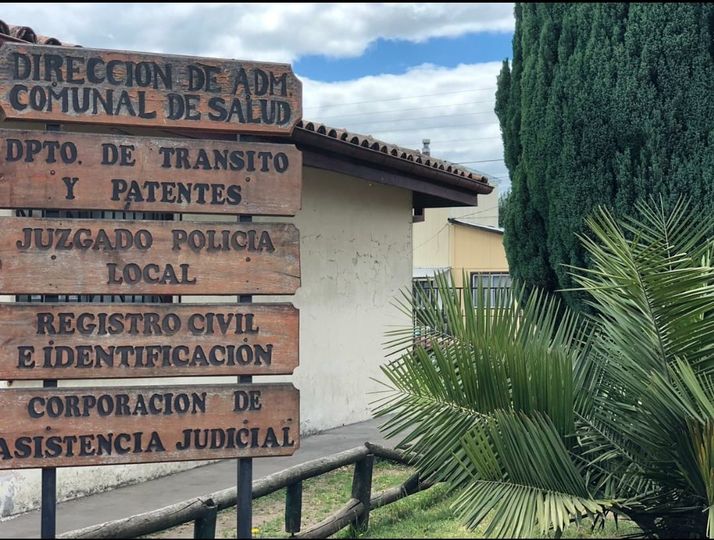 DIRECCION DE ADM.
COMUNAL DE SALUD
DPTO. DE TRANSITO
Y PATENTES
JUZGADO POLICIA
LOCAL
REGISTRO CIVIL
E IDENTIFICACIÓN
CORPORACION DE
ASISTENCIA JUDICIAL